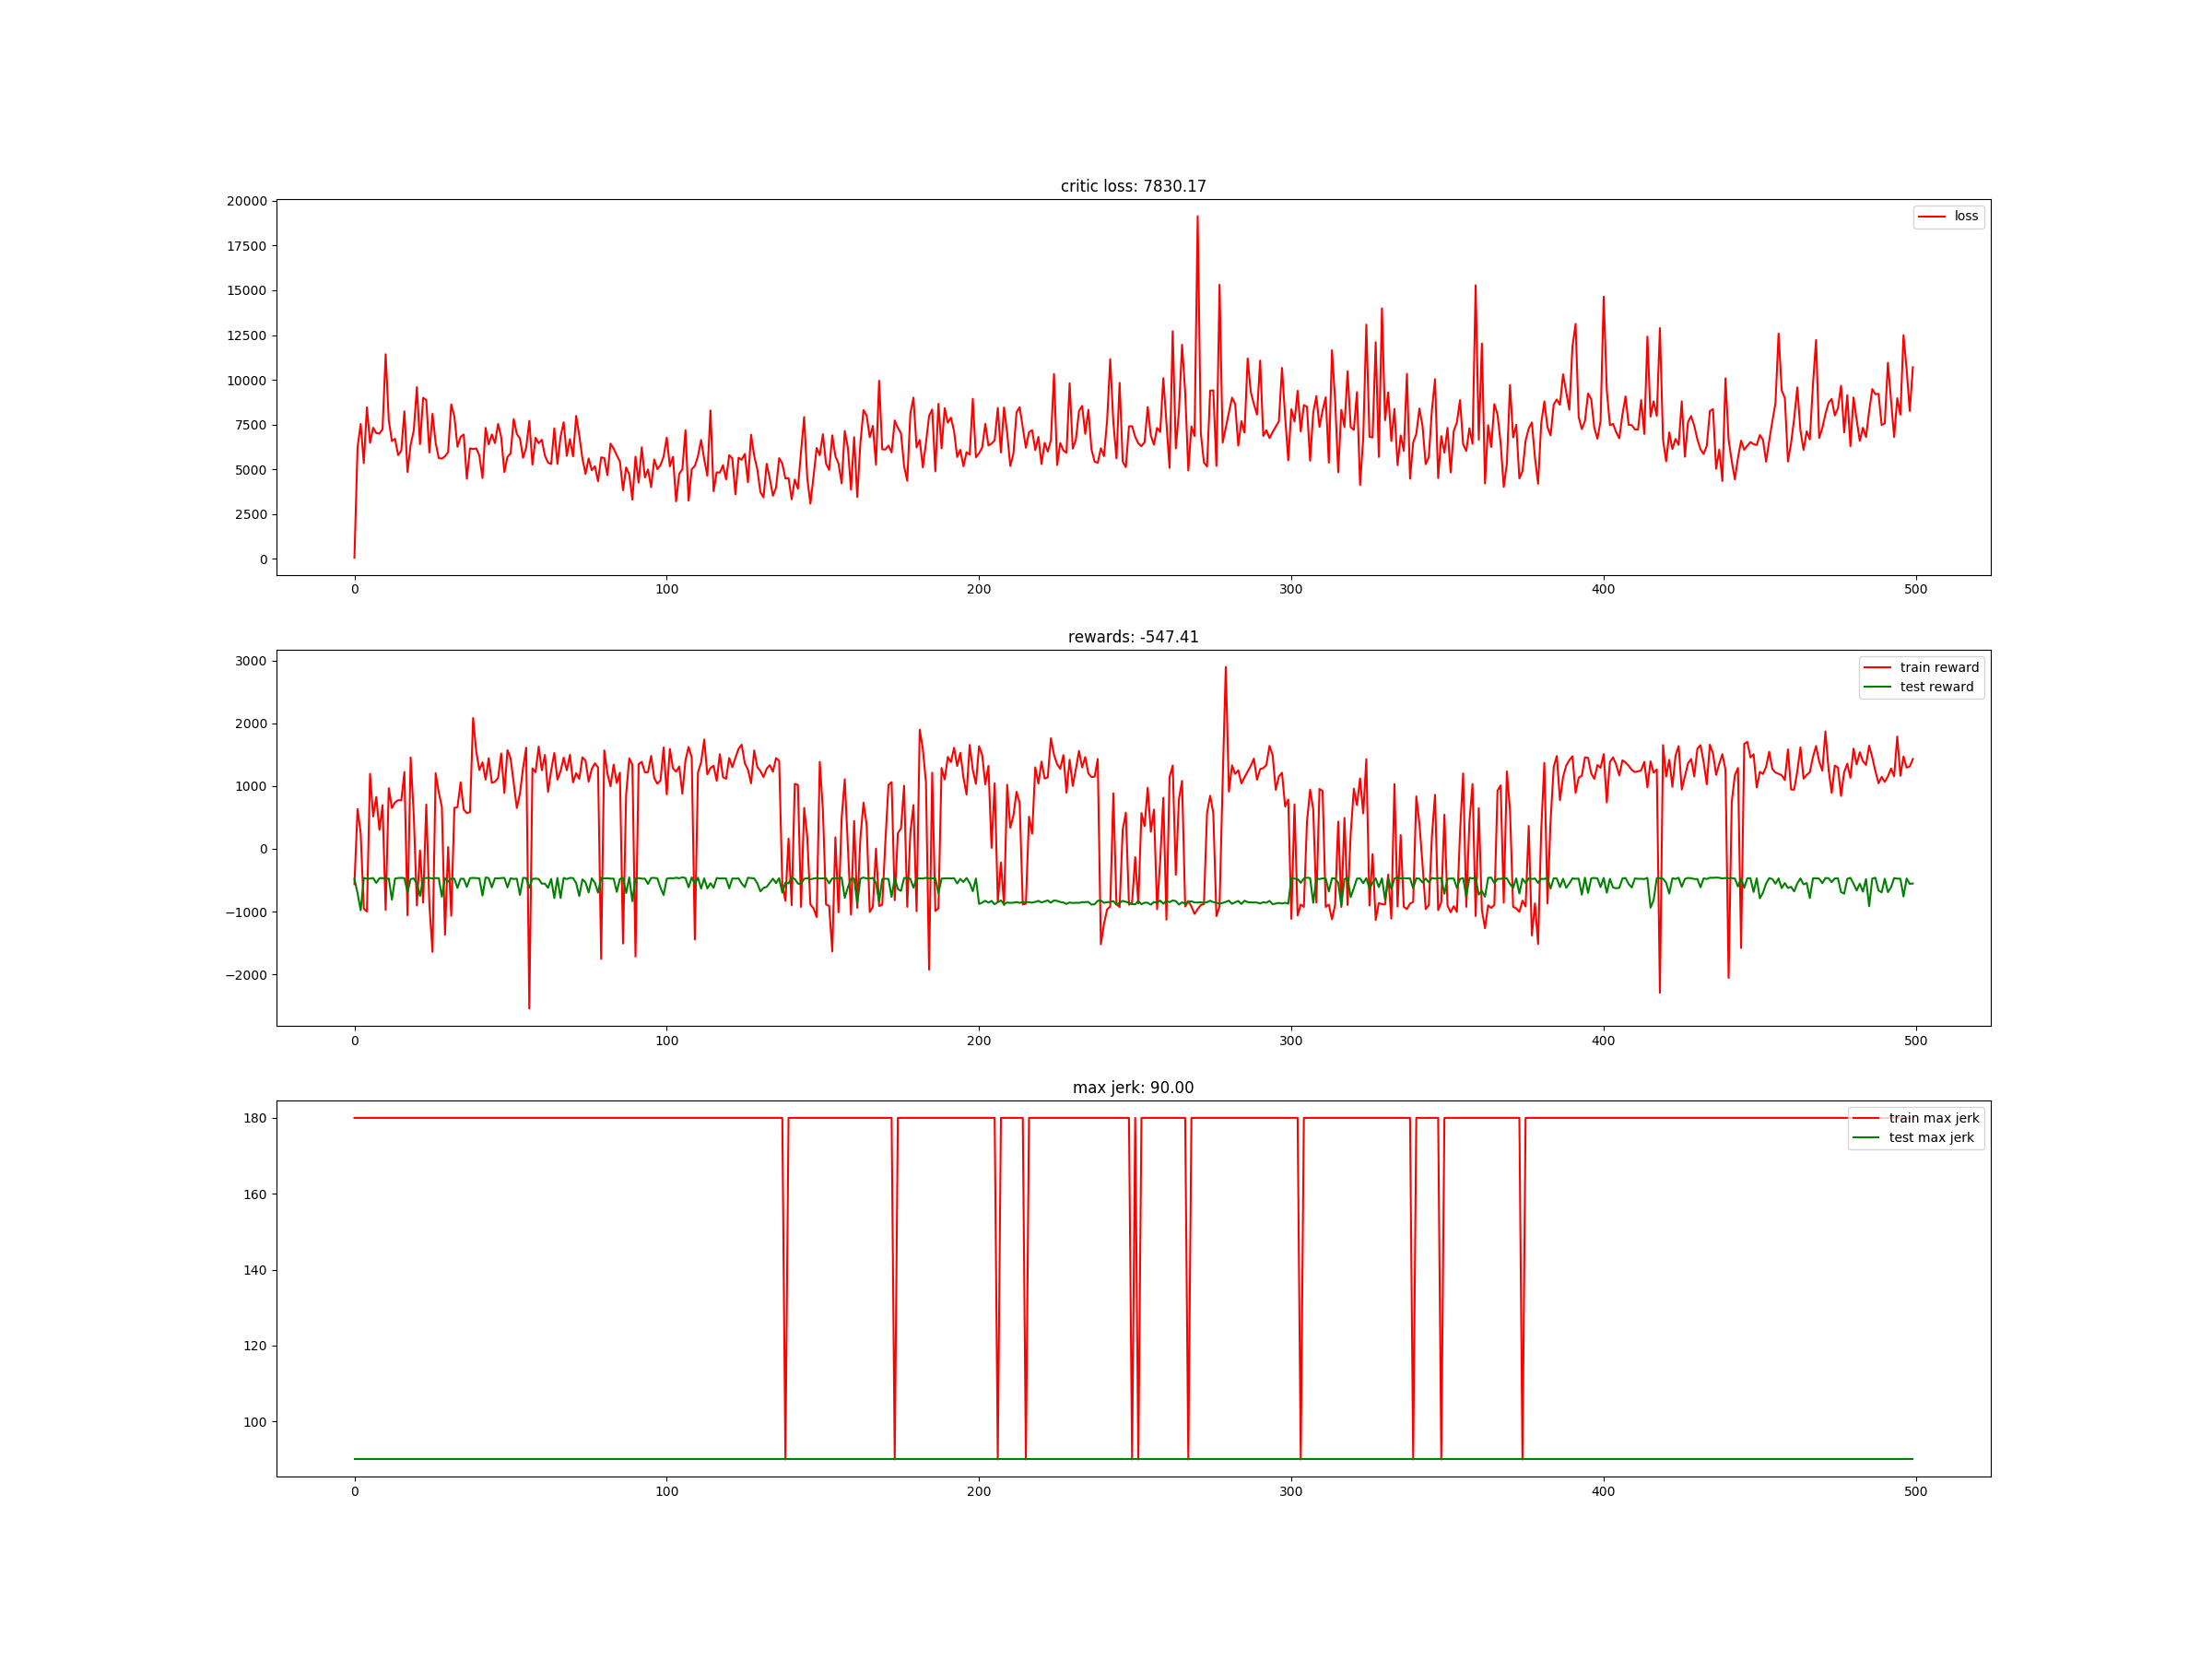 critic loss: 7830.17
20000
17500
15000
12500
10000
7500
5000
2500
0
loss
0 100 200 300 400 500
rewards: -547.41
3000
2000
1000
0
−1000
−2000
train reward
test reward
0 100 200 300 400 500
max jerk: 90.00
180
160
140
120
100
train max jerk
test max jerk
0 100 200 300 400 500